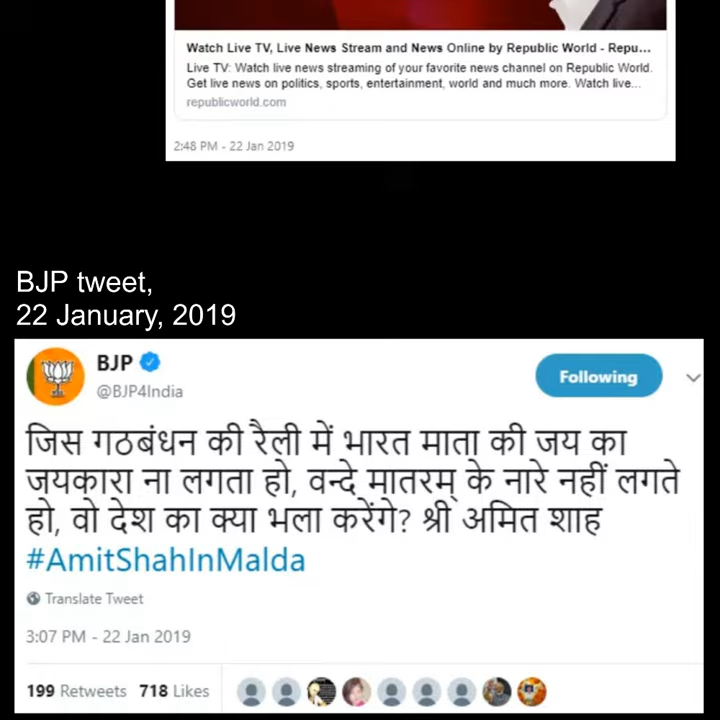 Watch Live TV, Live News Stream and News Online by Republic World - Repu...
Live TV: Watch live news streaming of your favorite news channel on Republic World.
Get live news on politics, sports, entertainment, world and much more. Watch live...
republicworld.com
2:48 PM - 22 Jan 2019
BJP tweet,
22 January, 2019
BJP
@BJP4India
Following
जिस गठबंधन की रैली में भारत माता की जय का
जयकारा ना लगता हो, वन्दे मातरम् के नारे नहीं लगते
हो, वो देश का क्या भला करेंगे? श्री अमित शाह
#AmitShahInMalda
Translate Tweet
3:07 PM - 22 Jan 2019
199 Retweets 718 Likes